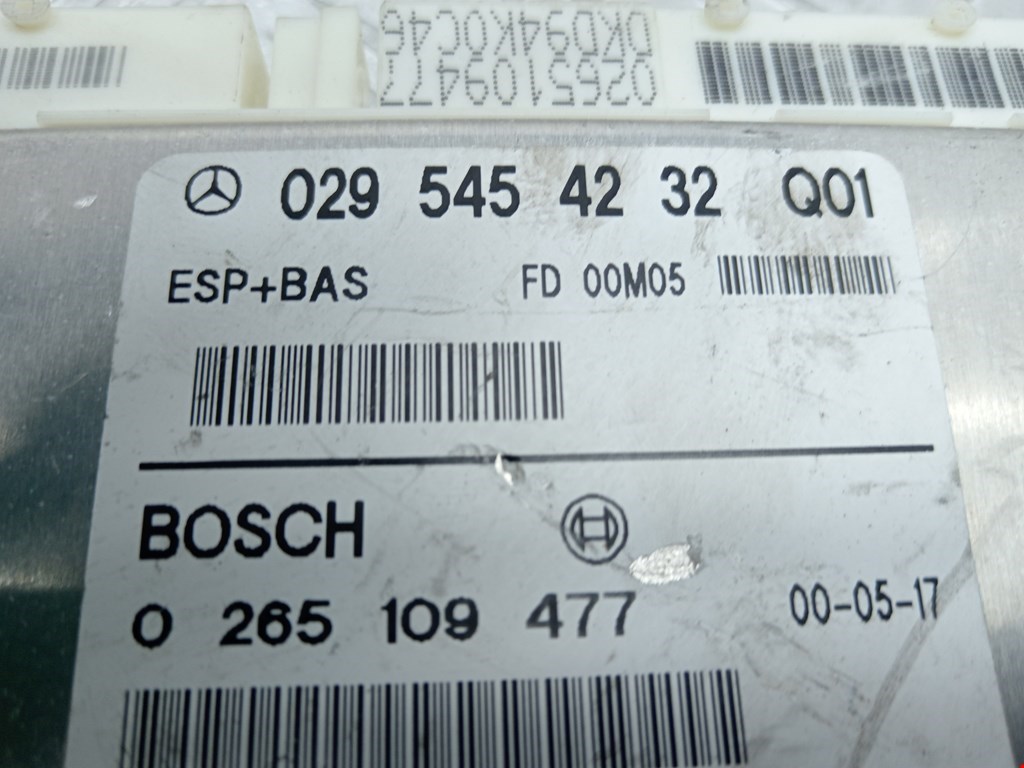 0265109477
0KD94K0C46
029 545 42 32 Q01
ESP+BAS FD 00M05
BOSCH
0 265 109 477 00-05-17